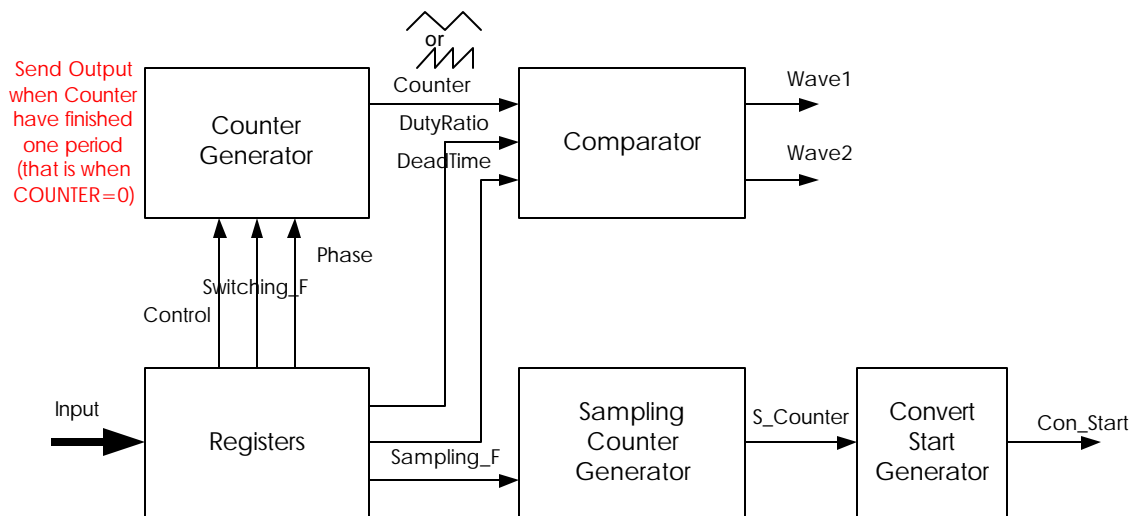 or
Send Output
when Counter
have finished
one period
(that is when
COUNTER=0)
Counter
Generator
Counter
DutyRatio
DeadTime
Comparator
Wave1
Wave2
Phase
Switching_F
Control
Input
Registers
Sampling_F
Sampling
Counter
Generator
S_Counter
Convert
Start
Generator
Con_Start